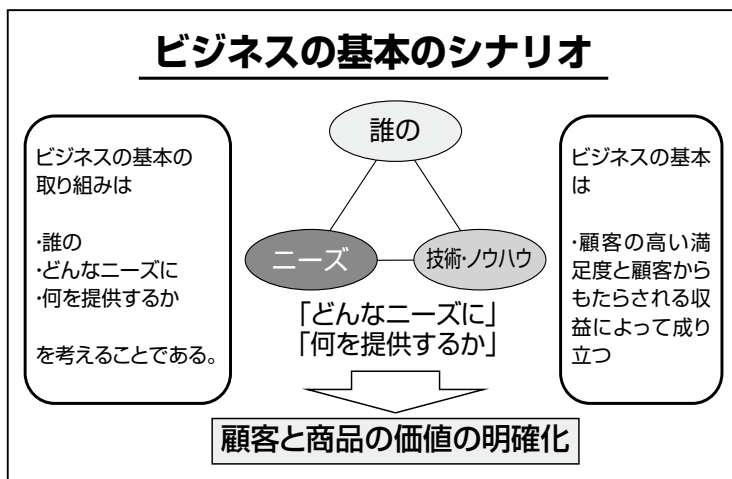 ビジネスの基本のシナリオ
ビジネスの基本の
取り組みは
・誰の
・どんなニーズに
・何を提供するか
を考えることである。
誰の
ニーズ
技術・ノウハウ
「どんなニーズに」
「何を提供するか」
ビジネスの基本
は
・顧客の高い満
足度と顧客から
もたらされる収
益によって成り
立つ
顧客と商品の価値の明確化